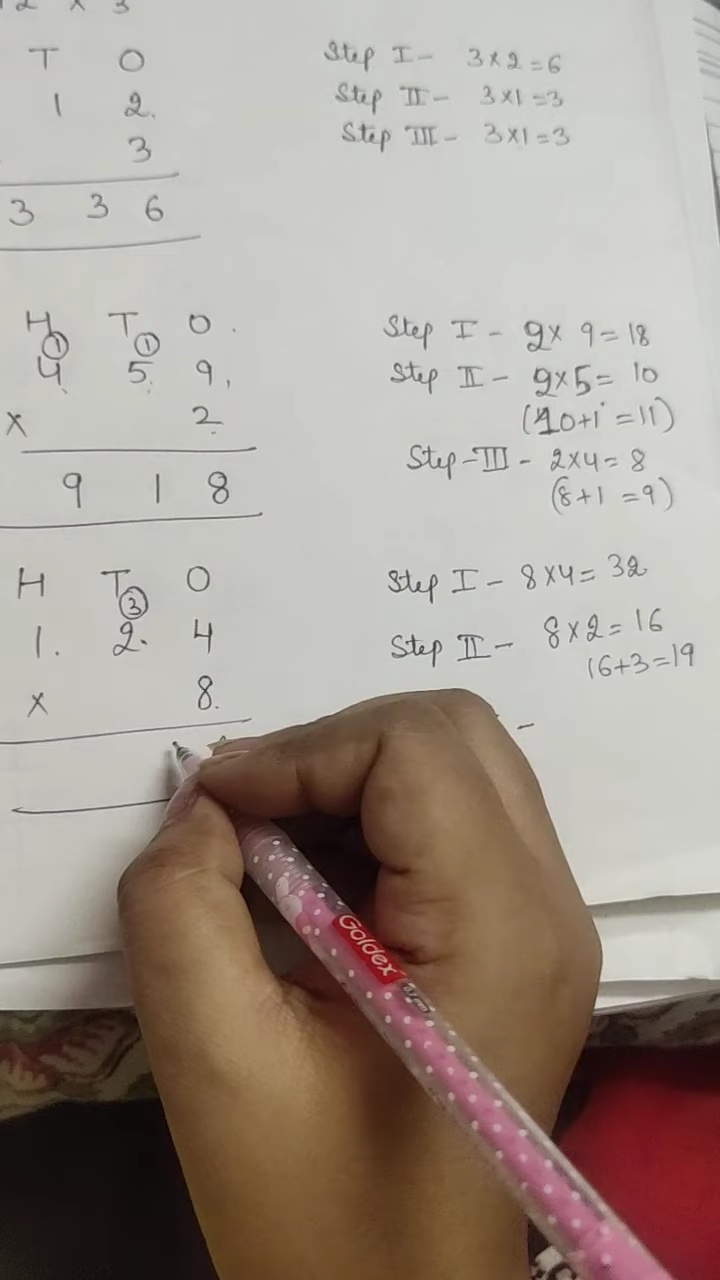 T O
1 2.
3
3 3 6
Step I - 3×2=6
Step II - 3×1=3
Step III - 3×1=3
H T O.
① ①
4 5. 9.
× 2
9 1 8
Step I - 2× 9=18
Step II - 2×5= 10
(10+1 =11)
Step-III - 2×4= 8
(8+1 =9)
H T O
③
1. 2. 4
× 8.
Step I - 8×4= 32
Step II - 8×2=16
16+3=19
-
Goldex